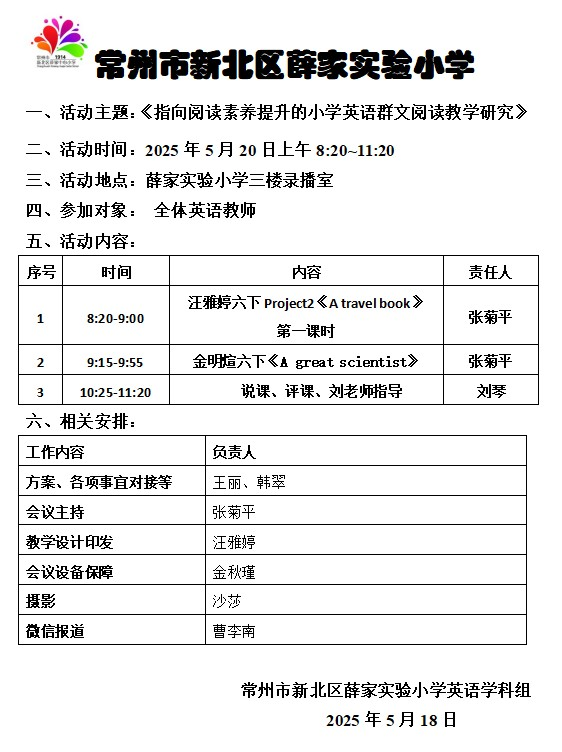 1914
常州市新北区薛家实验小学
一、活动主题：《指向阅读素养提升的小学英语群文阅读教学研究》
二、活动时间：2025 年 5 月 20 日上午 8:20~11:20
三、活动地点：薛家实验小学三楼录播室
四、参加对象： 全体英语教师
五、活动内容：
序号 时间 内容 责任人
1 8:20-9:00 汪雅婷六下 Project2《A travel book》 张菊平
第一课时
2 9:15-9:55 金明煊六下《A great scientist》 张菊平
3 10:25-11:20 说课、评课、刘老师指导 刘琴
六、相关安排：
工作内容 负责人
方案、各项事宜对接等 王丽、韩翠
会议主持 张菊平
教学设计印发 汪雅婷
会议设备保障 金秋瑾
摄影 沙莎
微信报道 曹李南
常州市新北区薛家实验小学英语学科组
2025 年 5 月 18 日